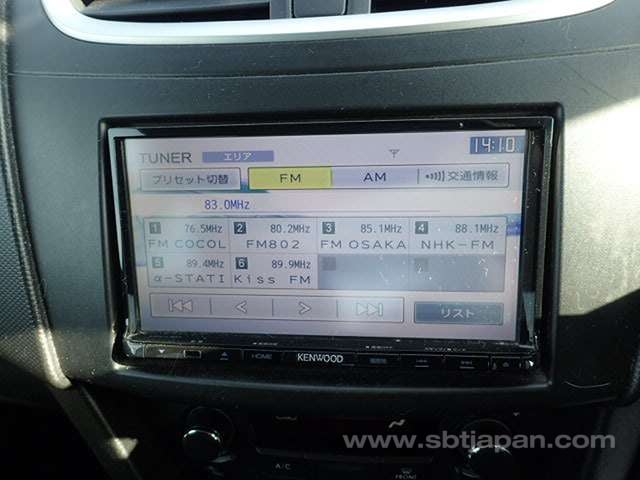 TUNER エリア 14:10
プリセット切替 FM AM 交通情報
83.0MHz
1 76.5MHz 2 80.2MHz 3 85.1MHz 4 88.1MHz
FM COCOL FM802 FM OSAKA NHK-FM
5 89.4MHz 6 89.9MHz
α-STATI Kiss FM
リスト
HOME KENWOOD
www.sbtjapan.com
A/C FRONT